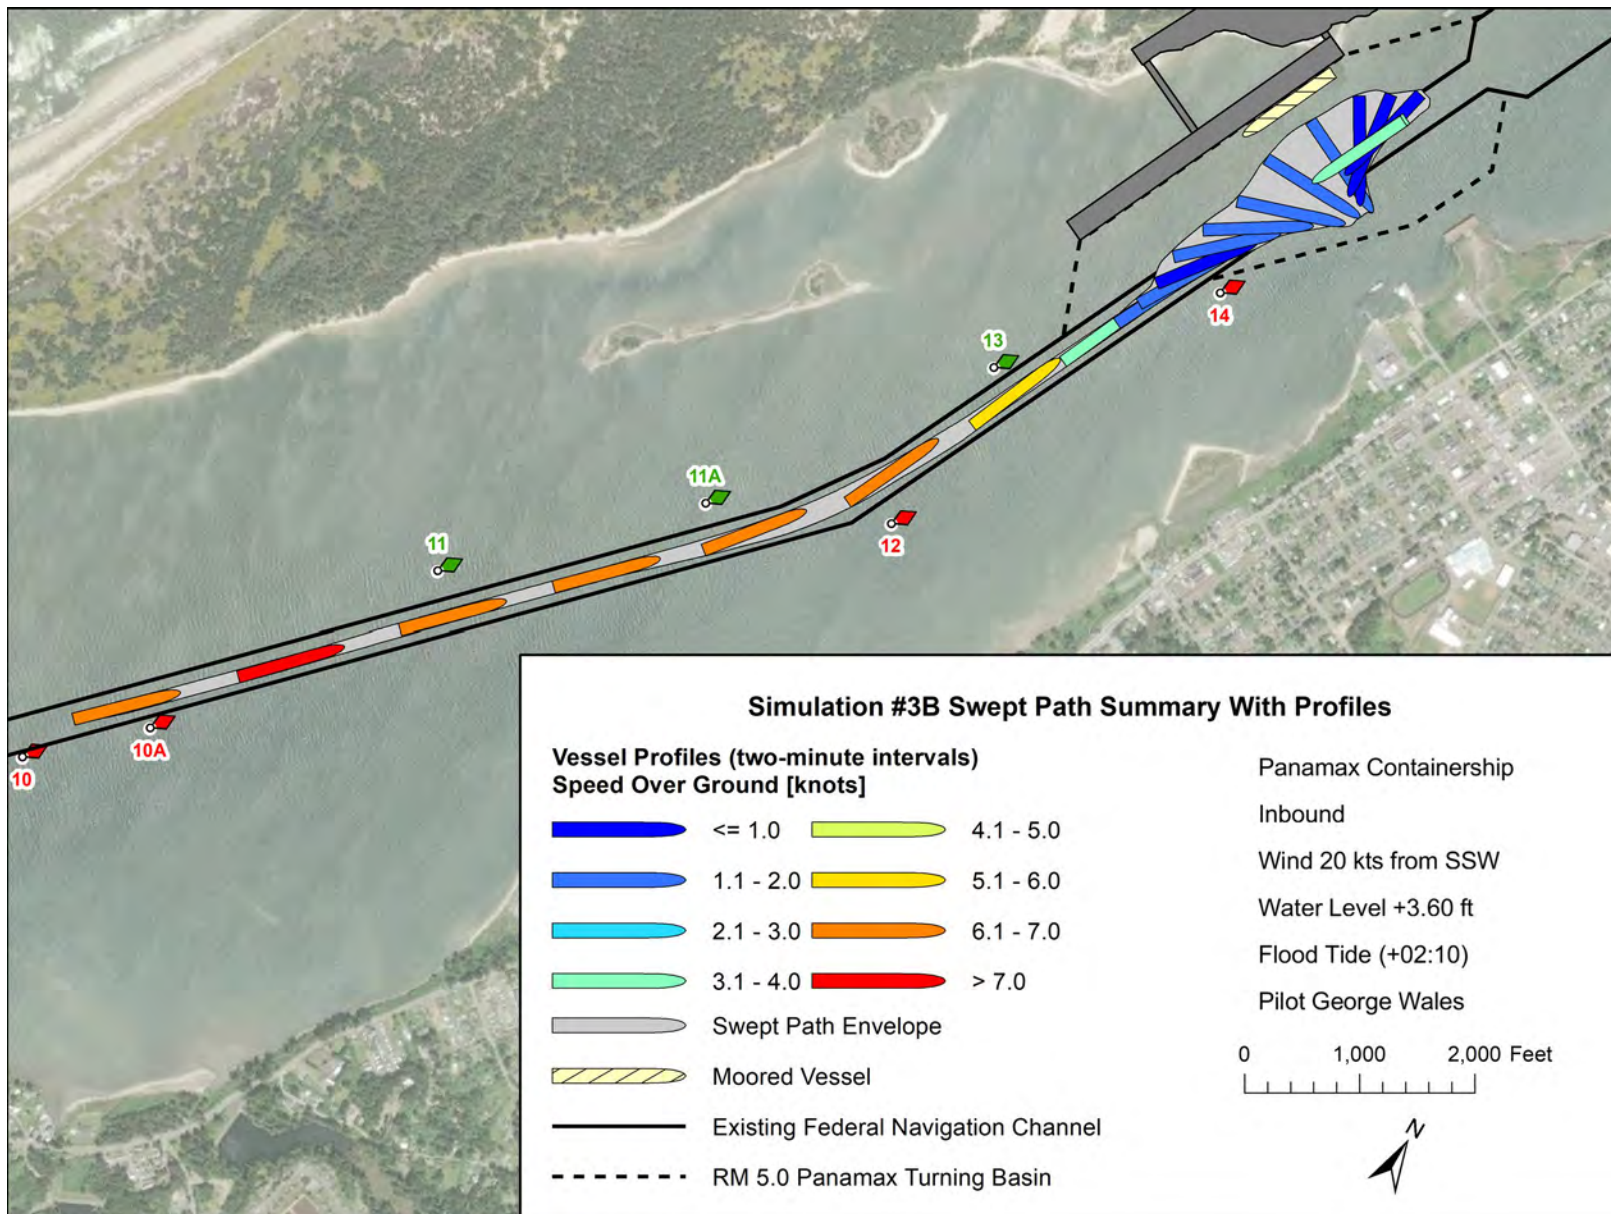 14
13
11A
12
11
10A
10
Simulation #3B Swept Path Summary With Profiles
Vessel Profiles (two-minute intervals)
Speed Over Ground [knots]
<= 1.0
4.1 - 5.0
1.1 - 2.0
5.1 - 6.0
2.1 - 3.0
6.1 - 7.0
3.1 - 4.0
> 7.0
Swept Path Envelope
Moored Vessel
Existing Federal Navigation Channel
RM 5.0 Panamax Turning Basin
Panamax Containership
Inbound
Wind 20 kts from SSW
Water Level +3.60 ft
Flood Tide (+02:10)
Pilot George Wales
0 1,000 2,000 Feet
N